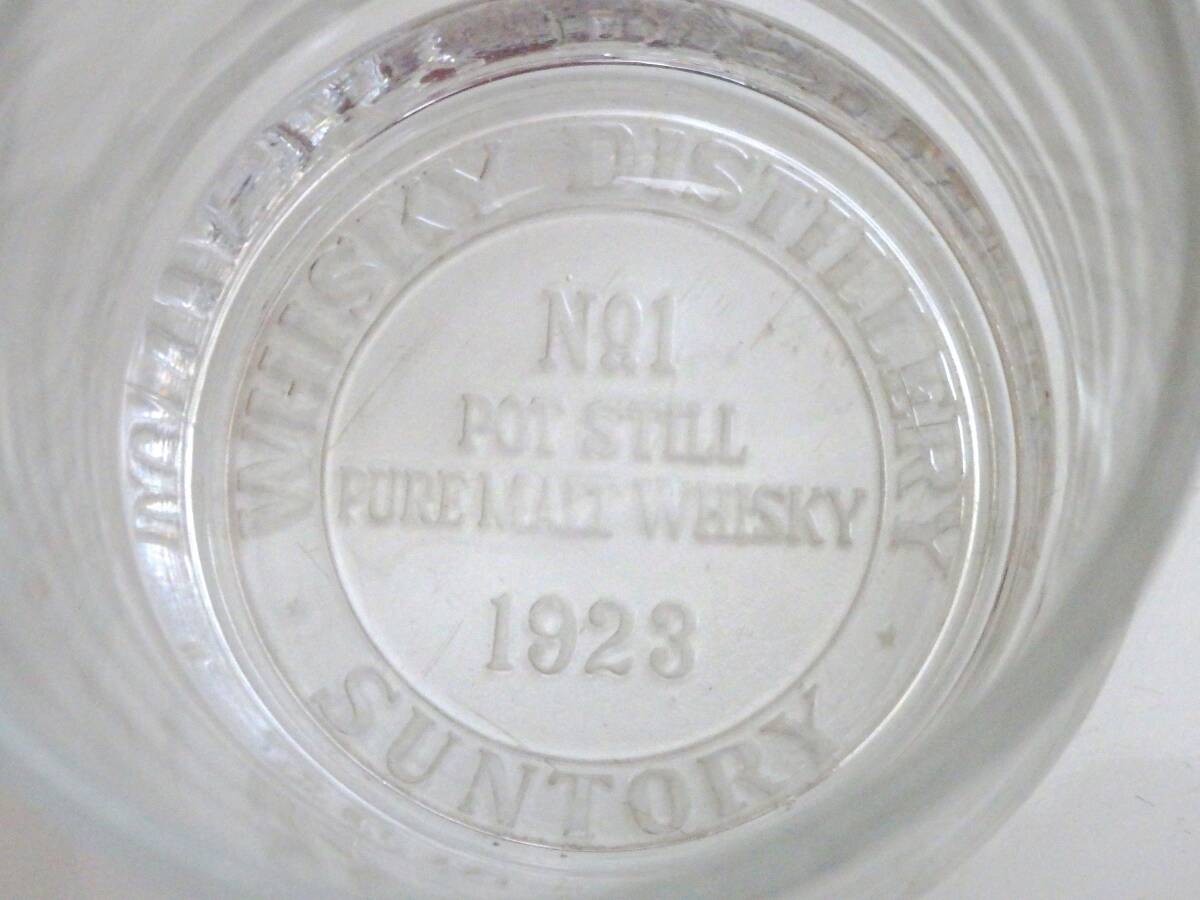 WHISKY DISTILLERY
No1
POT STILL
PURE MALT WHISKY
1923
SUNTORY